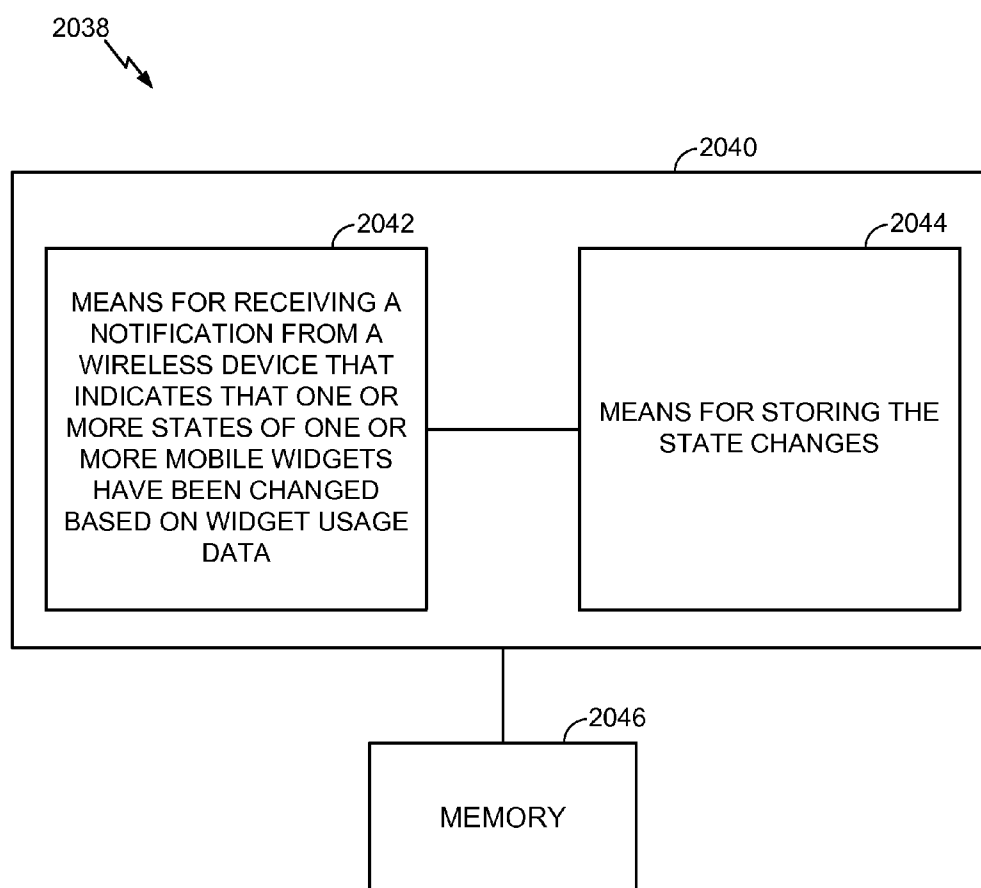 2038
2040
2042
2044
MEANS FOR RECEIVING A
NOTIFICATION FROM A
WIRELESS DEVICE THAT
INDICATES THAT ONE OR
MORE STATES OF ONE OR
MORE MOBILE WIDGETS
HAVE BEEN CHANGED
BASED ON WIDGET USAGE
DATA
MEANS FOR STORING THE
STATE CHANGES
2046
MEMORY